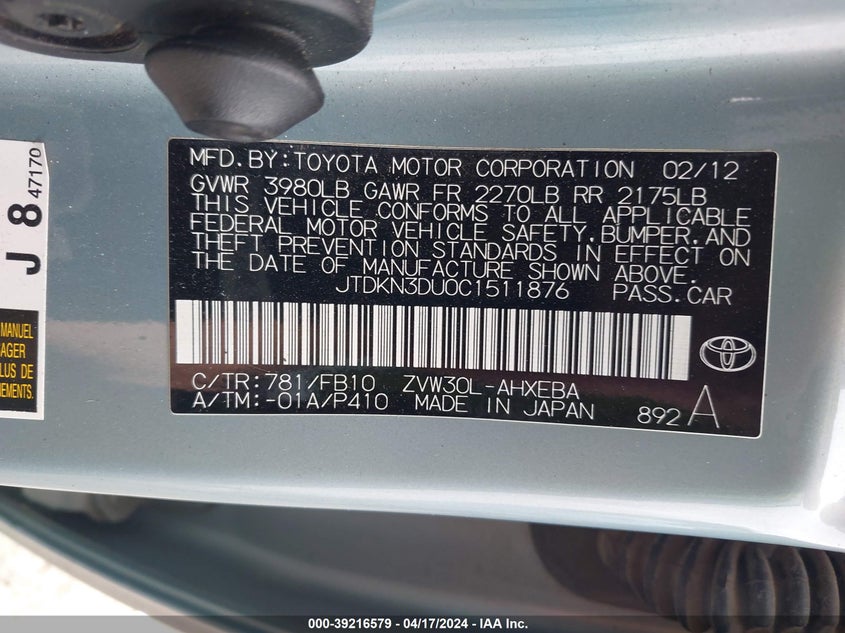 MFD. BY: TOYOTA MOTOR CORPORATION 02/12
GVWR 3980LB GAWR FR 2270LB RR 2175LB
THIS VEHICLE CONFORMS TO ALL APPLICABLE
FEDERAL MOTOR VEHICLE SAFETY, BUMPER, AND
THEFT PREVENTION STANDARDS IN EFFECT ON
THE DATE OF MANUFACTURE SHOWN ABOVE.
JTDKN3DU0C1511876 PASS. CAR
C/TR: 781/FB10 ZVW30L-AHXEBA
A/TM: -01A/P410 MADE IN JAPAN 892 A
J 8 47170
MANUEL
LUS DE
000-39216579 - 04/17/2024 - IAA Inc.